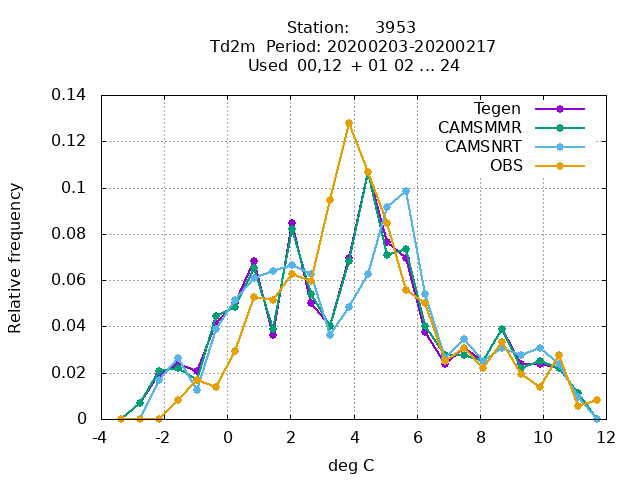 Station:     3953
Td2m  Period: 20200203-20200217
Used  00,12  + 01 02 ... 24
Tegen
CAMSMMR
CAMSNRT
OBS
0.14
0.12
0.1
0.08
0.06
0.04
0.02
0
Relative frequency
-4 -2 0 2 4 6 8 10 12
deg C